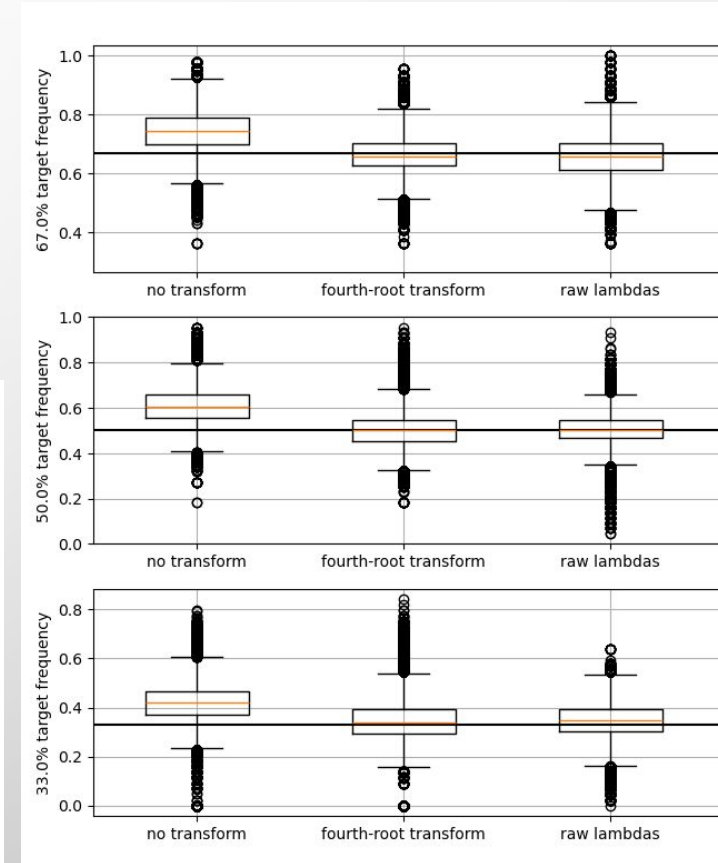 67.0% target frequency
1.0
0.8
0.6
0.4
no transform fourth-root transform raw lambdas
50.0% target frequency
1.0
0.8
0.6
0.4
0.2
0.0
no transform fourth-root transform raw lambdas
33.0% target frequency
0.8
0.6
0.4
0.2
0.0
no transform fourth-root transform raw lambdas